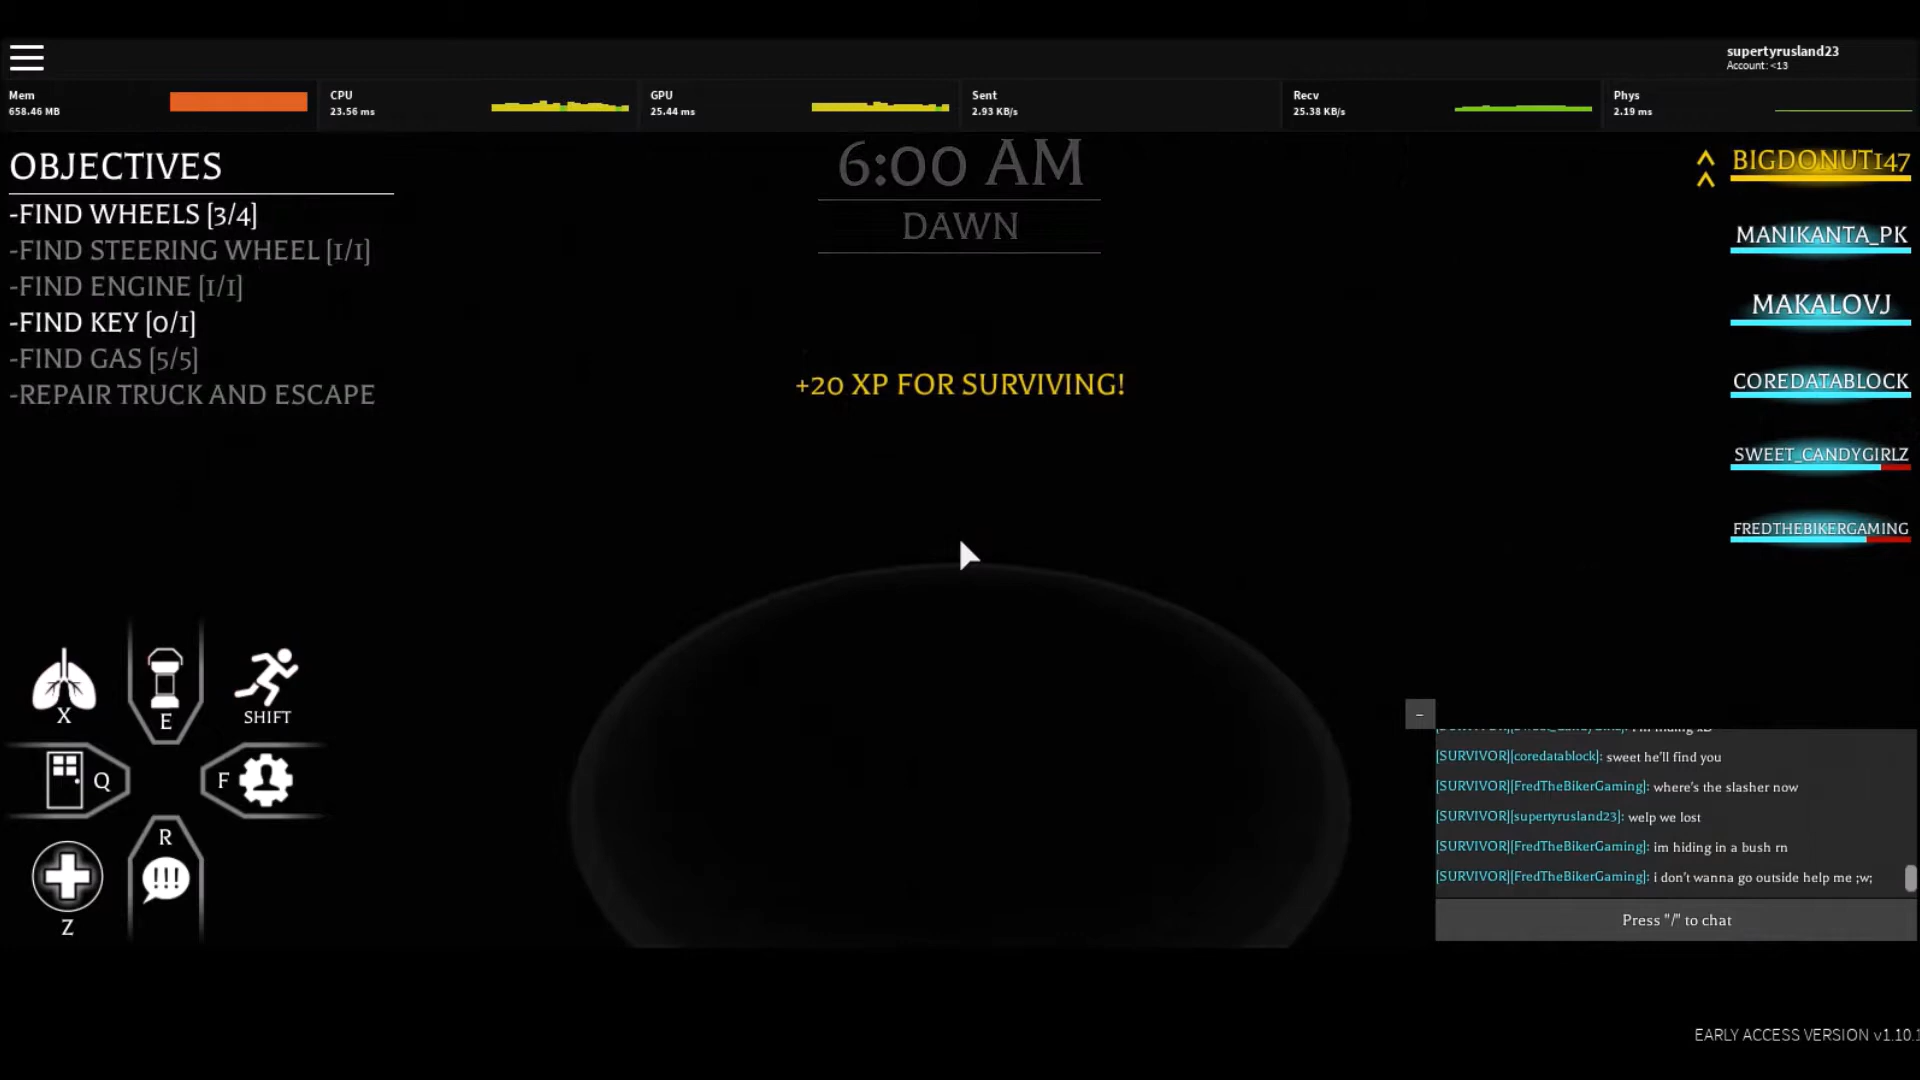 supertyrusland23
Account: <13
Mem
658.46 MB
CPU
23.56 ms
GPU
25.44 ms
Sent
2.93 KB/s
Recv
25.38 KB/s
Phys
2.19 ms
OBJECTIVES
-FIND WHEELS [3/4]
-FIND STEERING WHEEL [1/1]
-FIND ENGINE [1/1]
-FIND KEY [0/1]
-FIND GAS [5/5]
-REPAIR TRUCK AND ESCAPE
6:00 AM
DAWN
+20 XP FOR SURVIVING!
BIGDONUT147
MANIKANTA_PK
MAKALOVJ
COREDATABLOCK
SWEET_CANDYGIRLZ
FREDTHEBIKERGAMING
X
E
SHIFT
Q
F
R
!!!
Z
-
[SURVIVOR][coredatablock]: sweet he'll find you
[SURVIVOR][FredTheBikerGaming]: where's the slasher now
[SURVIVOR][supertyrusland23]: welp we lost
[SURVIVOR][FredTheBikerGaming]: im hiding in a bush rn
[SURVIVOR][FredTheBikerGaming]: i don't wanna go outside help me ;w;
Press "/" to chat
EARLY ACCESS VERSION v1.10.1